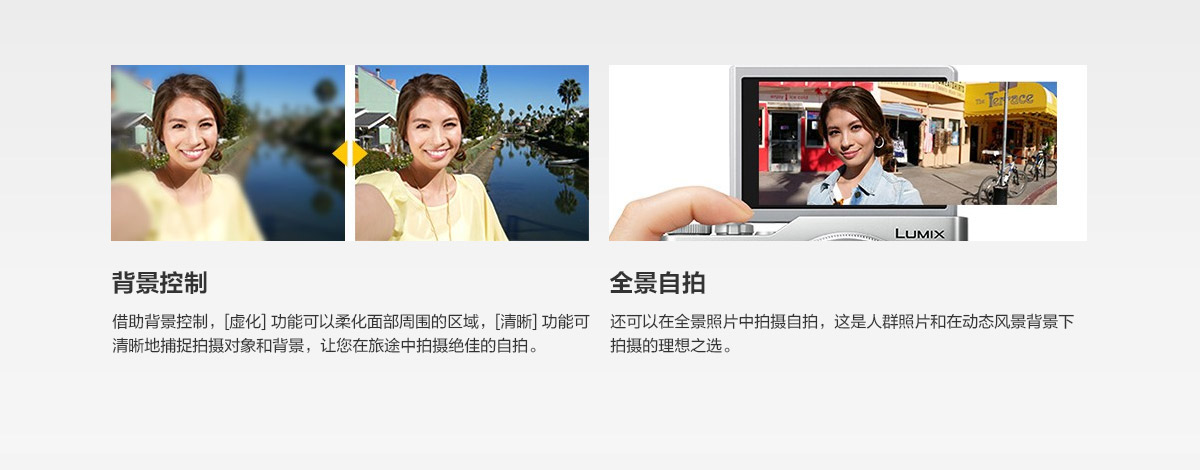 The Terrace
LUMIX
背景控制
借助背景控制，[虚化] 功能可以柔化面部周围的区域，[清晰] 功能可
清晰地捕捉拍摄对象和背景，让您在旅途中拍摄绝佳的自拍。
全景自拍
还可以在全景照片中拍摄自拍，这是人群照片和在动态风景背景下
拍摄的理想之选。